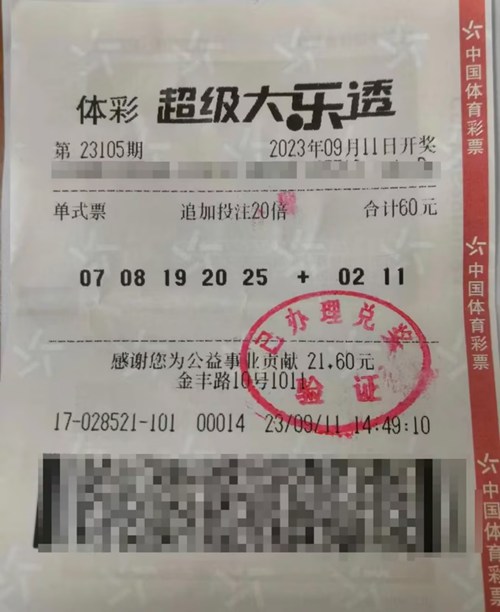 体彩 超级大乐透
第 23105期 2023年09月11日开奖
单式票 追加投注20倍 合计60元
07 08 19 20 25 + 02 11
感谢您为公益事业贡献 21.60元
金丰路10号1011
17-028521-101 00014 23/09/11 14:49:10
已办理兑奖
验证
中国体育彩票
中国体育彩票
中国体育彩票